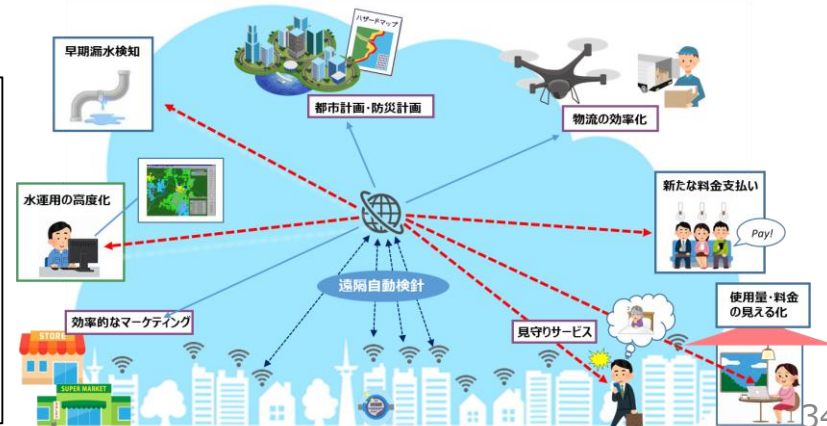 ハザードマップ
早期漏水検知
都市計画・防災計画
物流の効率化
水運用の高度化
新たな料金支払い
Pay!
遠隔自動検針
使用量・料金
の見える化
効率的なマーケティング
見守りサービス
STORE
SUPER MARKET
34